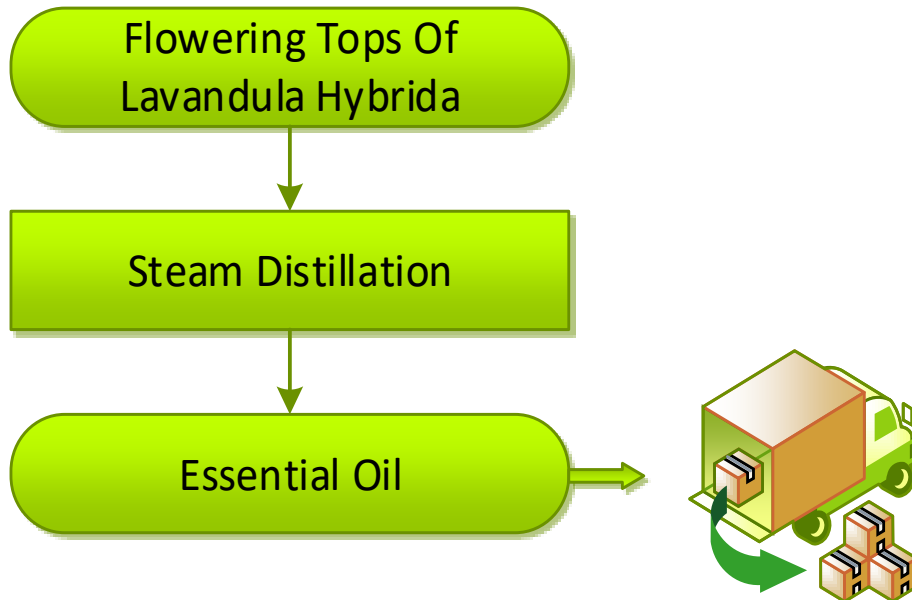 Flowering Tops Of
Lavandula Hybrida
Steam Distillation
Essential Oil